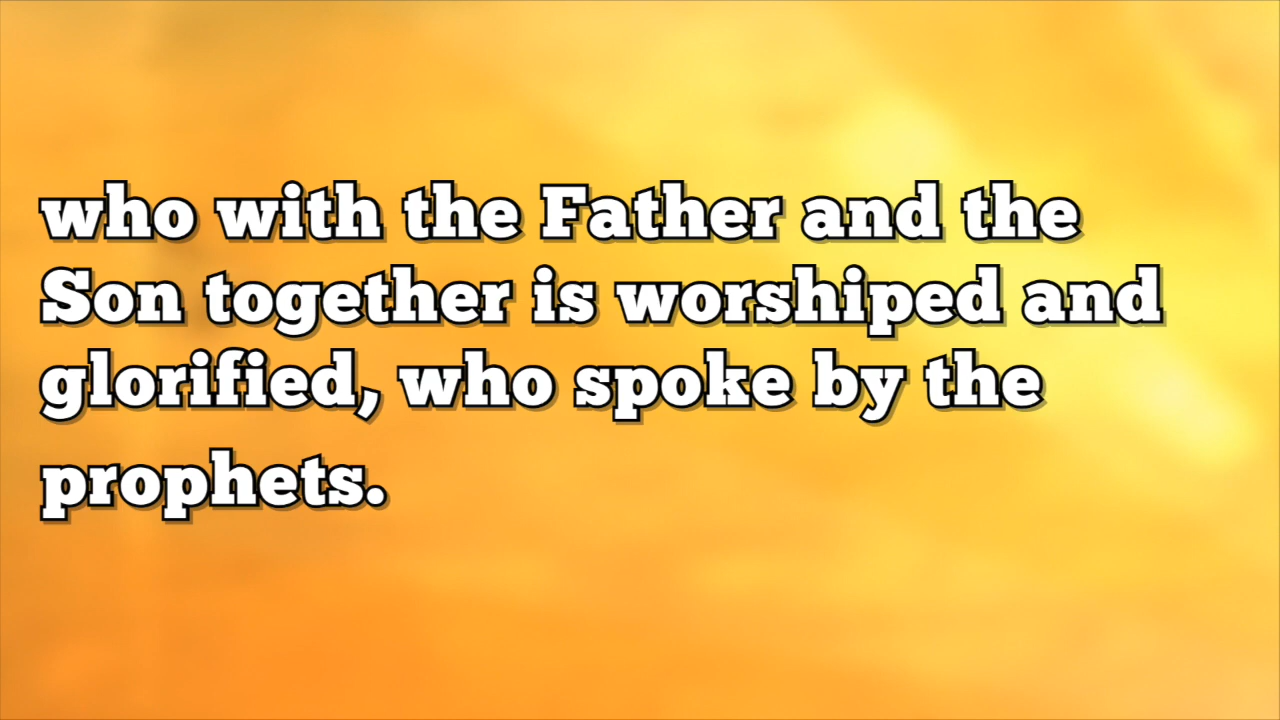 who with the Father and the
Son together is worshiped and
glorified, who spoke by the
prophets.